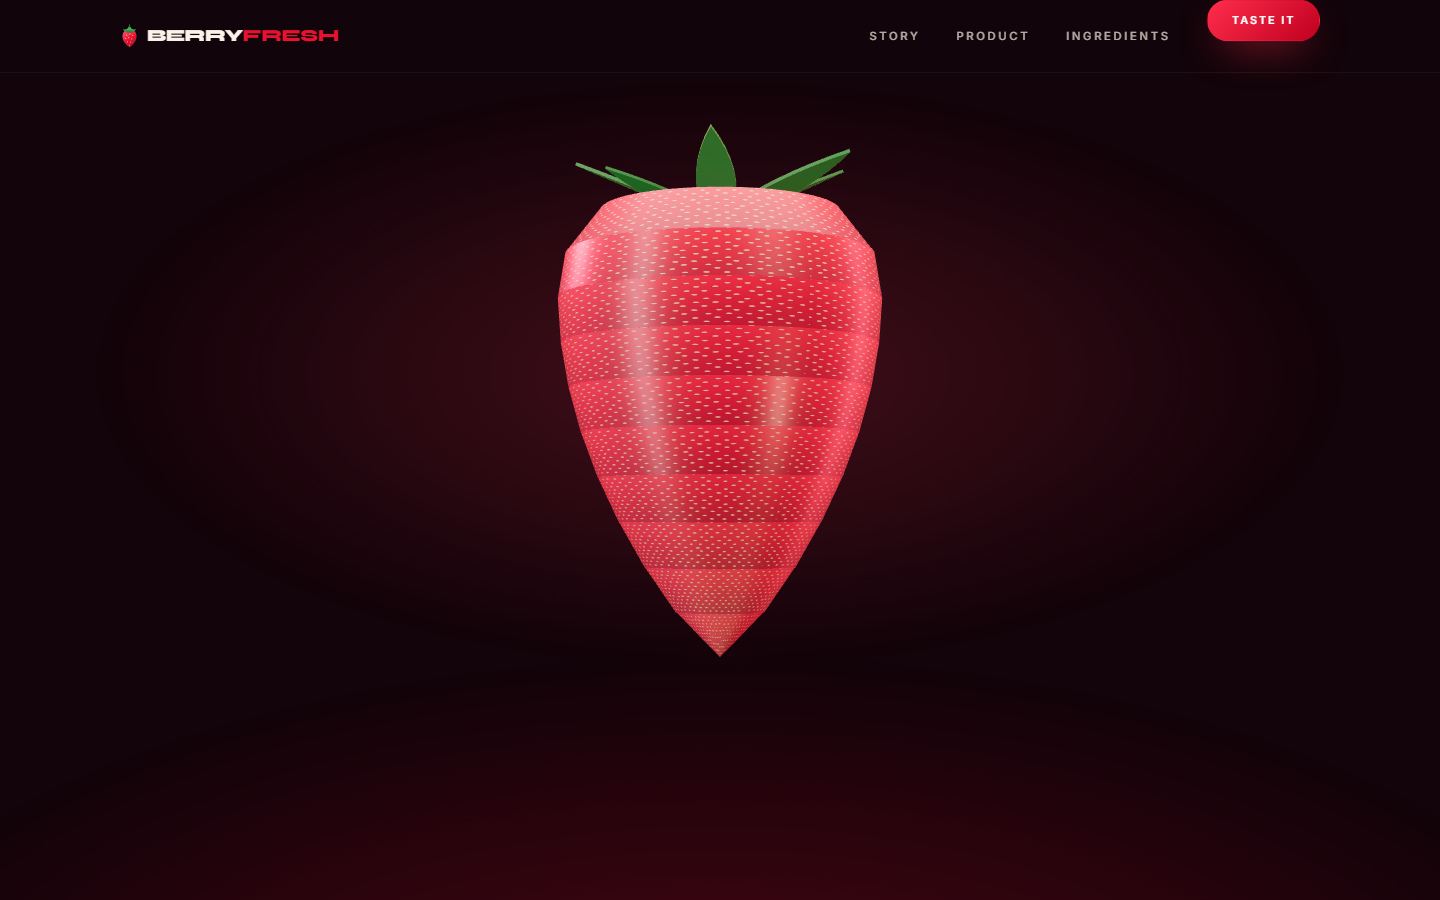 BERRYFRESH
STORY
PRODUCT
INGREDIENTS
TASTE IT